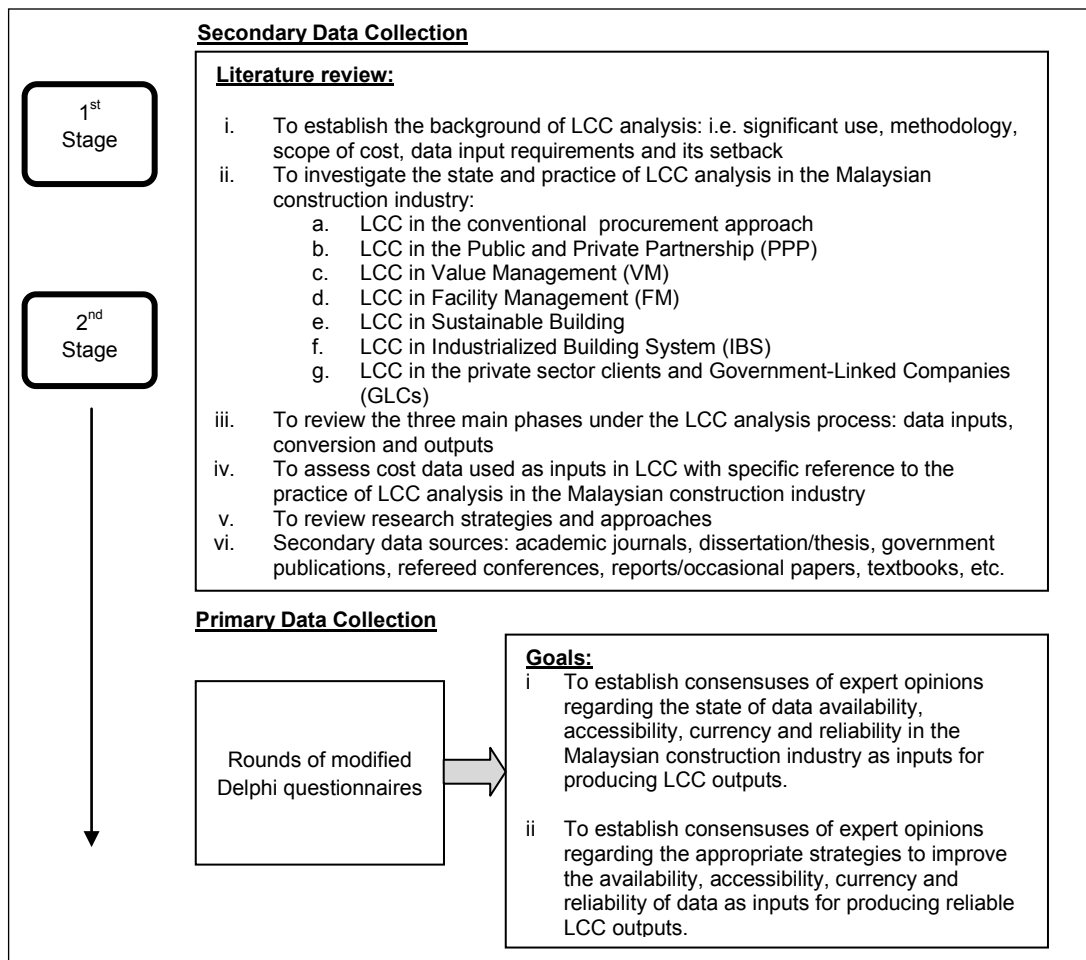 Secondary Data Collection
1st
Stage
Literature review:
i. To establish the background of LCC analysis: i.e. significant use, methodology,
scope of cost, data input requirements and its setback
ii. To investigate the state and practice of LCC analysis in the Malaysian
construction industry:
a. LCC in the conventional procurement approach
b. LCC in the Public and Private Partnership (PPP)
c. LCC in Value Management (VM)
d. LCC in Facility Management (FM)
e. LCC in Sustainable Building
f. LCC in Industrialized Building System (IBS)
g. LCC in the private sector clients and Government-Linked Companies
(GLCs)
iii. To review the three main phases under the LCC analysis process: data inputs,
conversion and outputs
iv. To assess cost data used as inputs in LCC with specific reference to the
practice of LCC analysis in the Malaysian construction industry
v. To review research strategies and approaches
vi. Secondary data sources: academic journals, dissertation/thesis, government
publications, refereed conferences, reports/occasional papers, textbooks, etc.
2nd
Stage
Primary Data Collection
Rounds of modified
Delphi questionnaires
Goals:
i To establish consensuses of expert opinions
regarding the state of data availability,
accessibility, currency and reliability in the
Malaysian construction industry as inputs for
producing LCC outputs.
ii To establish consensuses of expert opinions
regarding the appropriate strategies to improve
the availability, accessibility, currency and
reliability of data as inputs for producing reliable
LCC outputs.